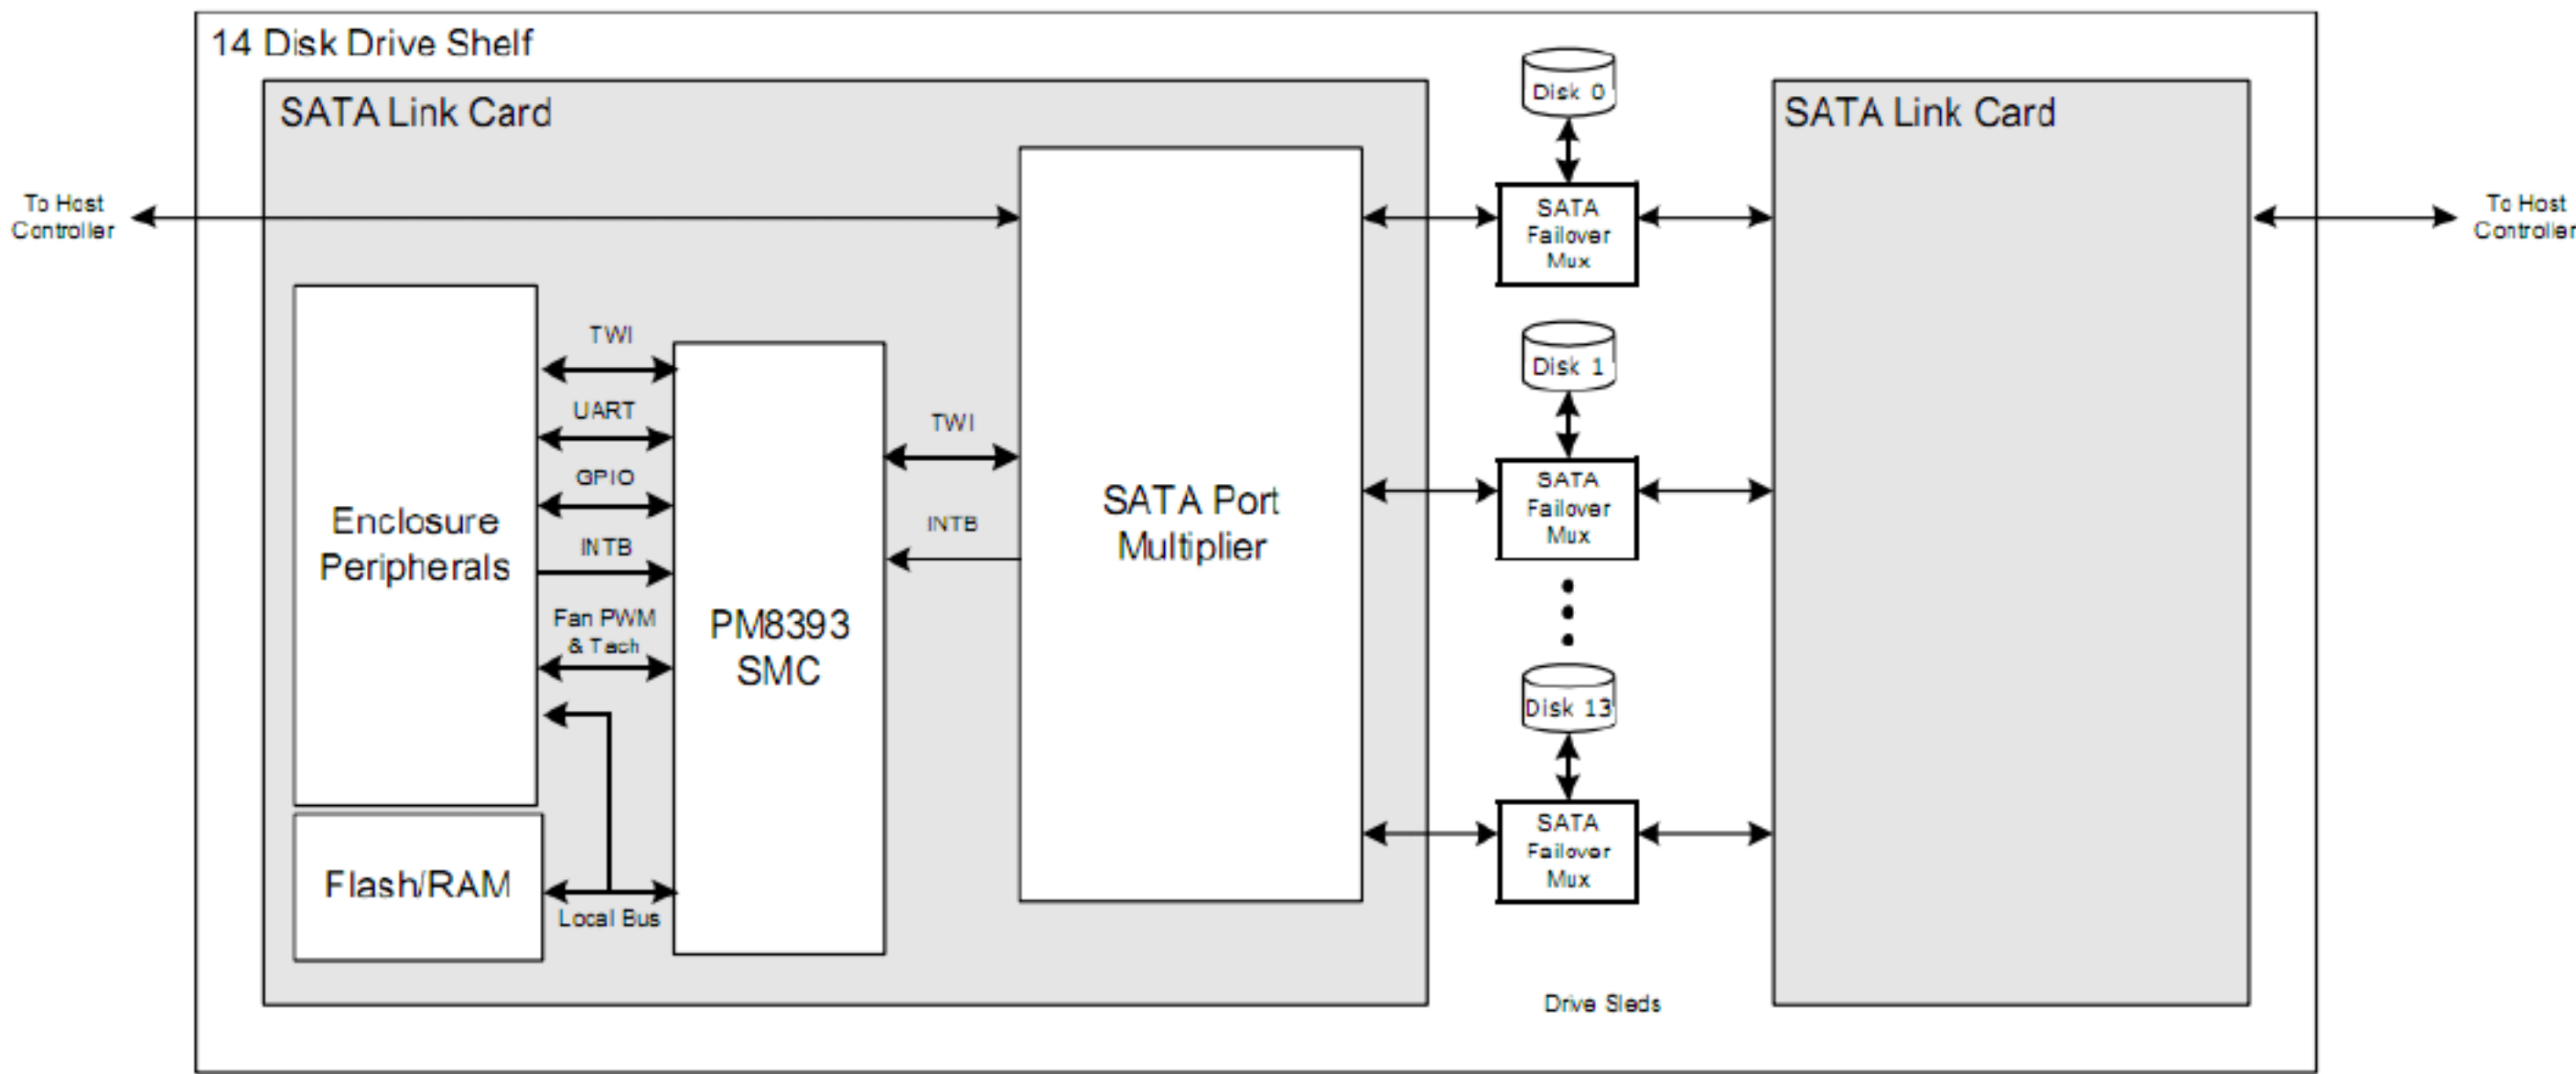 14 Disk Drive Shelf
SATA Link Card
SATA Link Card
Disk 0
To Host
Controller
SATA
Failover
Mux
To Host
Controller
TWI
UART
GPIO
INTB
Fan PWM
& Tach
Enclosure
Peripherals
PM8393
SMC
TWI
INTB
SATA Port
Multiplier
Disk 1
SATA
Failover
Mux
Disk 13
SATA
Failover
Mux
Flash/RAM
Local Bus
Drive Sleds